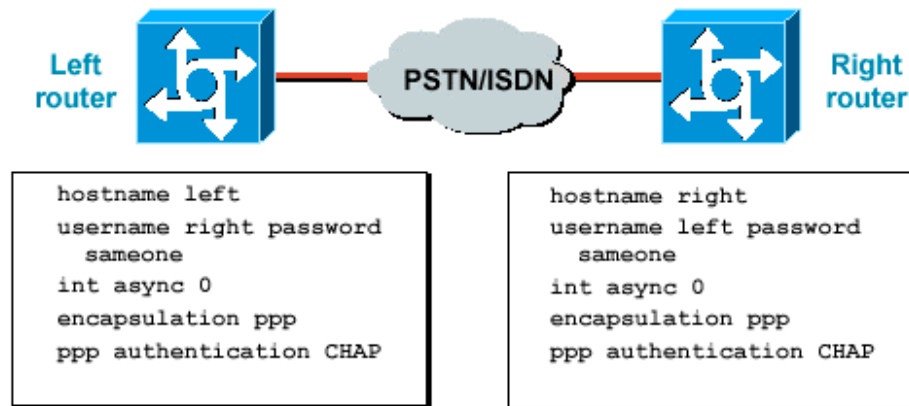 Left
router
PSTN/ISDN
Right
router
hostname left
username right password
sameone
int async 0
encapsulation ppp
ppp authentication CHAP
hostname right
username left password
sameone
int async 0
encapsulation ppp
ppp authentication CHAP